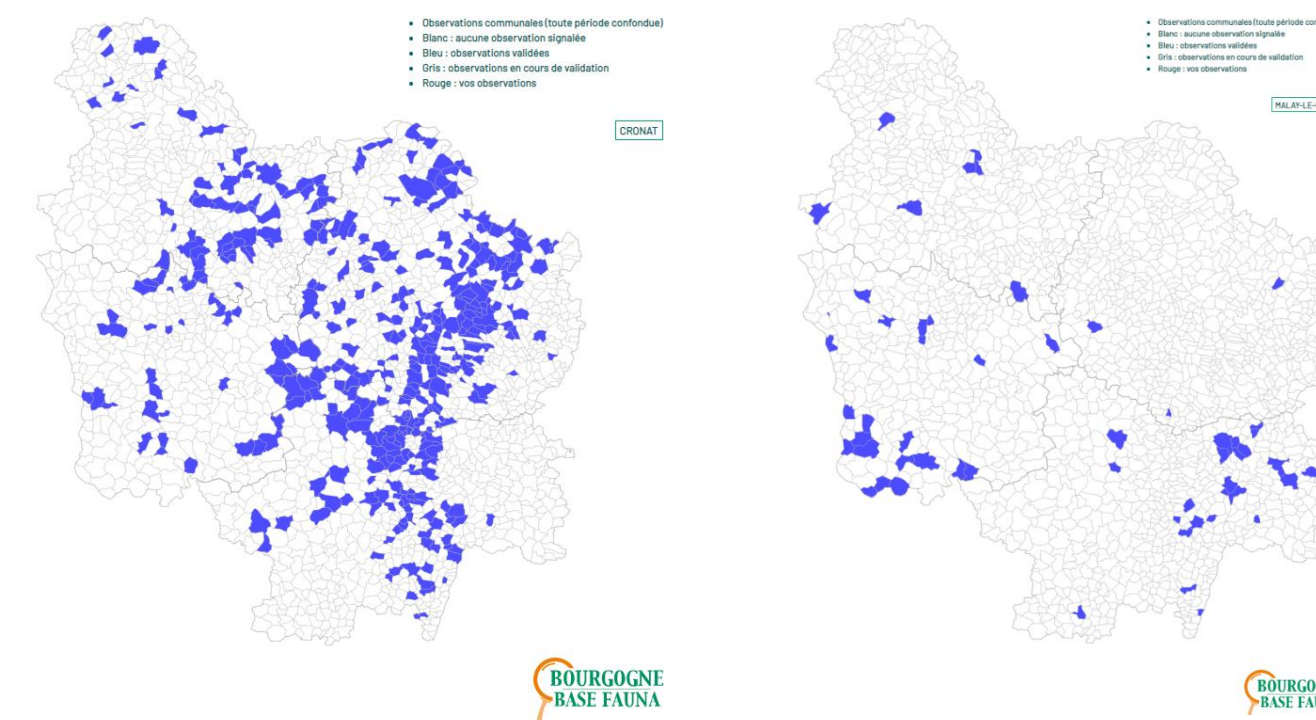 Observations communales (toute période confondue)
Blanc : aucune observation signalée
Bleu : observations validées
Gris : observations en cours de validation
Rouge : vos observations
CRONAT
BOURGOGNE
BASE FAUNA
Observations communales (toute période con
Blanc : aucune observation signalée
Bleu : observations validées
Gris : observations en cours de validation
Rouge : vos observations
MALAY-LE-
BOURGO
BASE FA